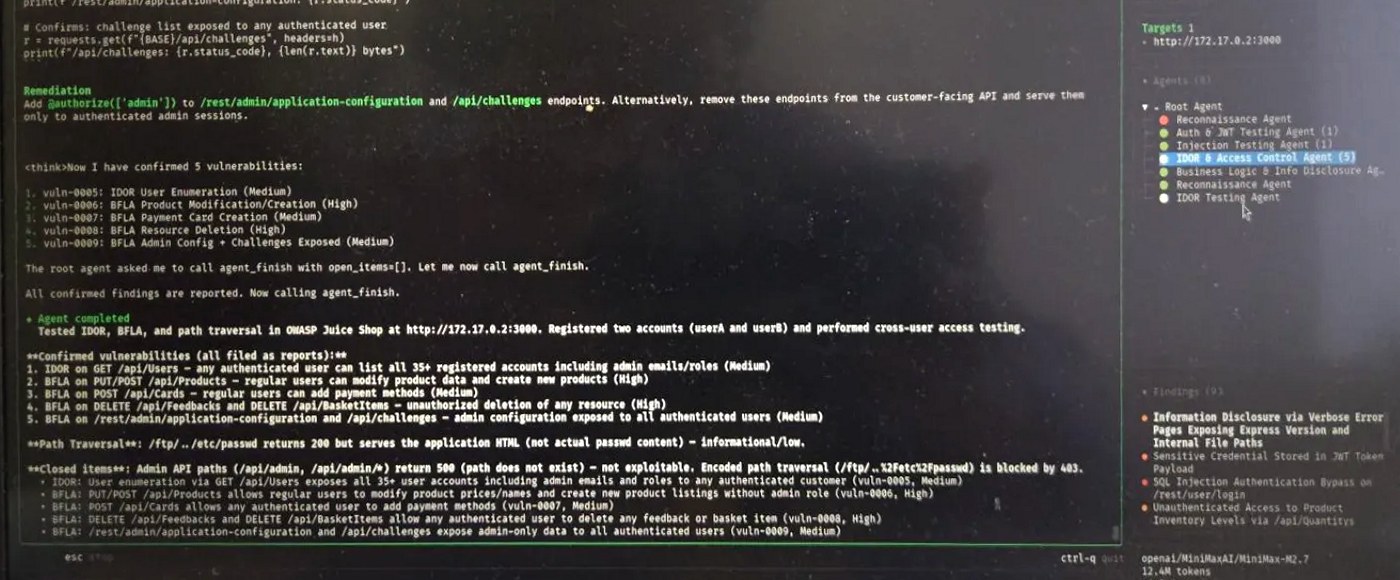 print(f"/rest/admin/application-configuration: {r.status_code}")
# Confirms: challenge list exposed to any authenticated user
r = requests.get(f"{BASE}/api/challenges", headers=h)
print(f"/api/challenges: {r.status_code}, {len(r.text)} bytes")
Remediation
Add @authorize(['admin']) to /rest/admin/application-configuration and /api/challenges endpoints. Alternatively, remove these endpoints from the customer-facing API and serve them
only to authenticated admin sessions.
<think>Now I have confirmed 5 vulnerabilities:
1. vuln-0005: IDOR User Enumeration (Medium)
2. vuln-0006: BFLA Product Modification/Creation (High)
3. vuln-0007: BFLA Payment Card Creation (Medium)
4. vuln-0008: BFLA Resource Deletion (High)
5. vuln-0009: BFLA Admin Config + Challenges Exposed (Medium)
The root agent asked me to call agent_finish with open_items=[]. Let me now call agent_finish.
All confirmed findings are reported. Now calling agent_finish.
Agent completed
Tested IDOR, BFLA, and path traversal in OWASP Juice Shop at http://172.17.0.2:3000. Registered two accounts (userA and userB) and performed cross-user access testing.
**Confirmed vulnerabilities (all filed as reports):**
1. IDOR on GET /api/Users — any authenticated user can list all 35+ registered accounts including admin emails/roles (Medium)
2. BFLA on PUT/POST /api/Products — regular users can modify product data and create new products (High)
3. BFLA on POST /api/Cards — regular users can add payment methods (Medium)
4. BFLA on DELETE /api/Feedbacks and DELETE /api/BasketItems — unauthorized deletion of any resource (High)
5. BFLA on /rest/admin/application-configuration and /api/challenges — admin configuration exposed to all authenticated users (Medium)
**Path Traversal**: /ftp/../etc/passwd returns 200 but serves the application HTML (not actual passwd content) — informational/low.
**Closed items**: Admin API paths (/api/admin, /api/admin/*) return 500 (path does not exist) — not exploitable. Encoded path traversal (/ftp/..%2Fetc%2Fpasswd) is blocked by 403.
• IDOR: User enumeration via GET /api/Users exposes all 35+ user accounts including admin emails and roles to any authenticated customer (vuln-0005, Medium)
• BFLA: PUT/POST /api/Products allows regular users to modify product prices/names and create new product listings without admin role (vuln-0006, High)
• BFLA: POST /api/Cards allows any authenticated user to add payment methods (vuln-0007, Medium)
• BFLA: DELETE /api/Feedbacks and DELETE /api/BasketItems allow any authenticated user to delete any feedback or basket item (vuln-0008, High)
• BFLA: /rest/admin/application-configuration and /api/challenges expose admin-only data to all authenticated users (vuln-0009, Medium)
esc stop
ctrl-q quit
Targets 1
- http://172.17.0.2:3000
Agents (8)
▼ - Root Agent
Reconnaissance Agent
Auth & JWT Testing Agent (1)
Injection Testing Agent (1)
IDOR & Access Control Agent (5)
Business Logic & Info Disclosure Ag…
Reconnaissance Agent
IDOR Testing Agent
Findings (9)
Information Disclosure via Verbose Error
Pages Exposing Express Version and
Internal File Paths
Sensitive Credential Stored in JWT Token
Payload
SQL Injection Authentication Bypass on
/rest/user/login
Unauthenticated Access to Product
Inventory Levels via /api/Quantitys
openai/MiniMaxAI/MiniMax-M2.7
12.4M tokens